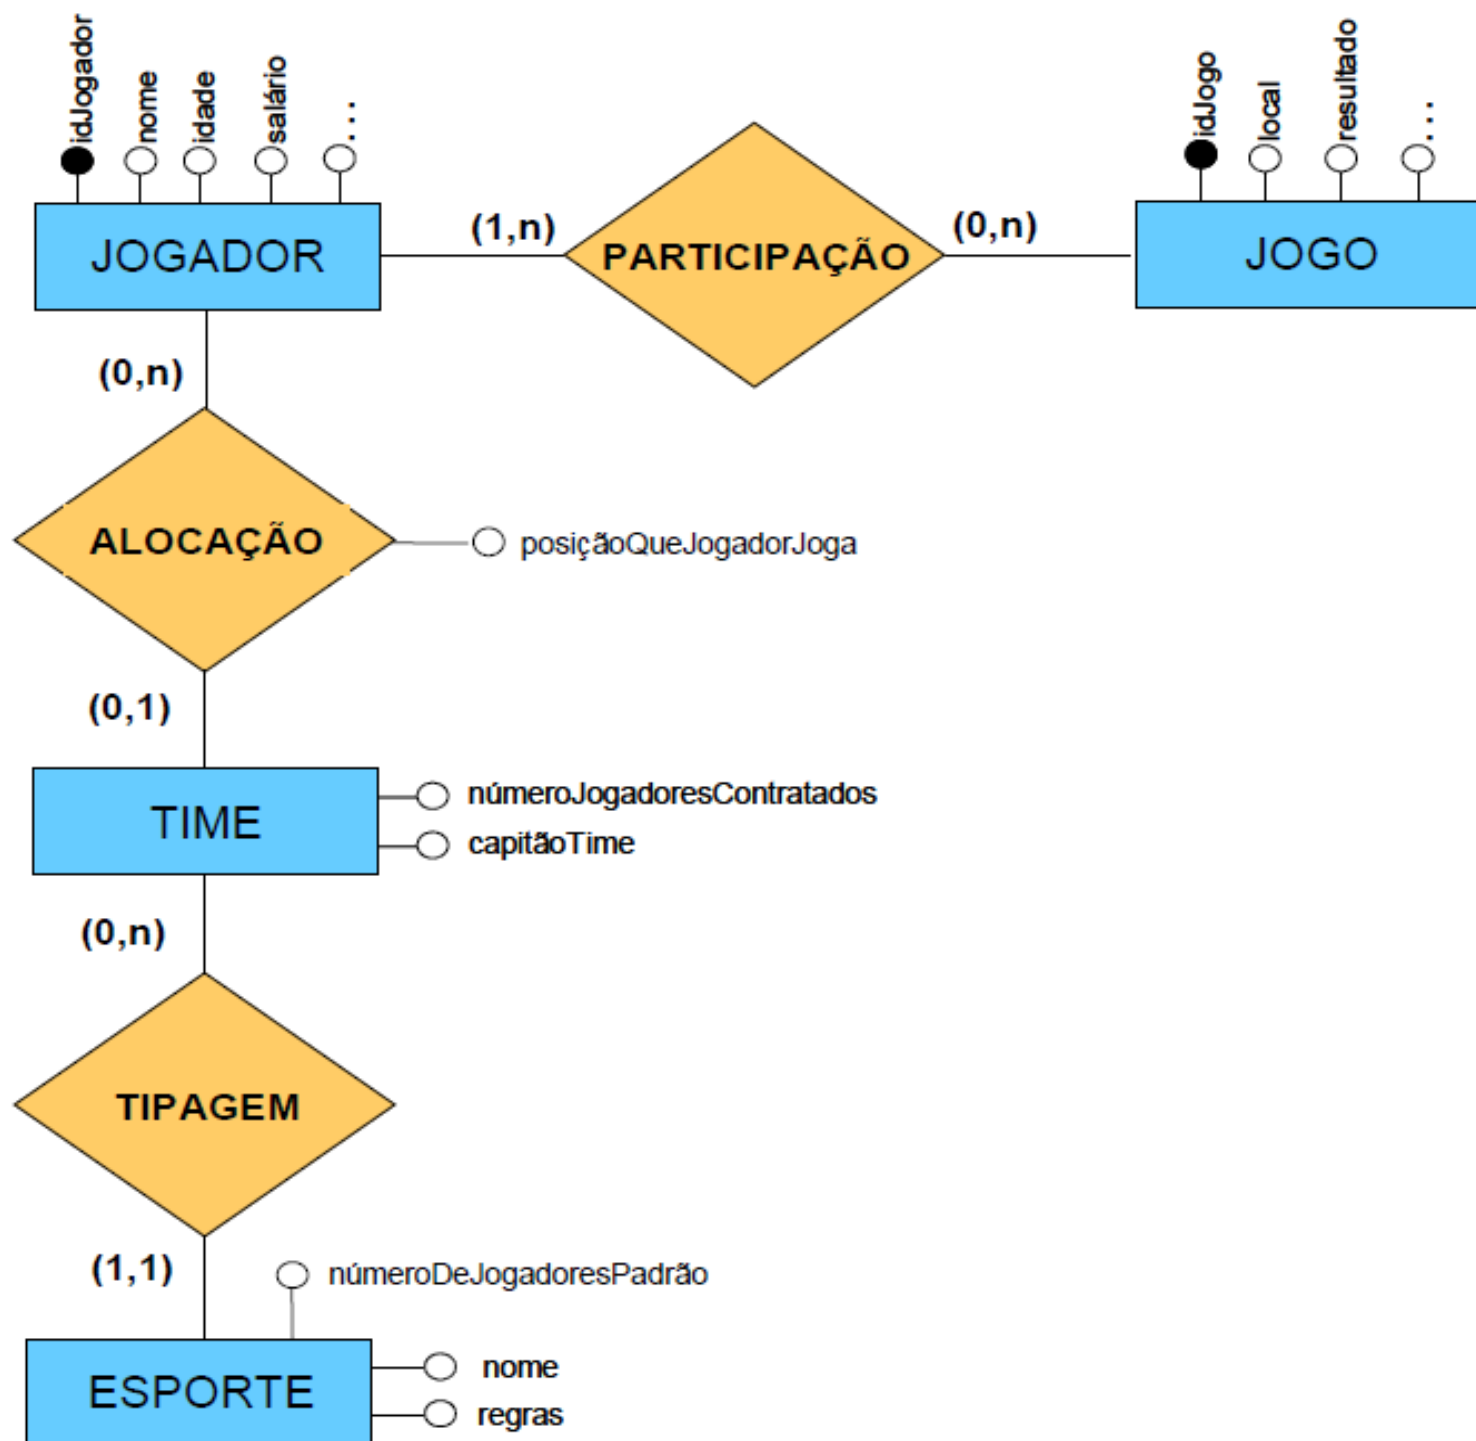 idJogador
nome
idade
salário
...
idJogo
local
resultado
...
JOGADOR
(1,n)
PARTICIPAÇÃO
(0,n)
JOGO
(0,n)
ALOCAÇÃO
posiçãoQueJogadorJoga
(0,1)
TIME
númeroJogadoresContratados
capitãoTime
(0,n)
TIPAGEM
(1,1)
númeroDeJogadoresPadrão
ESPORTE
nome
regras